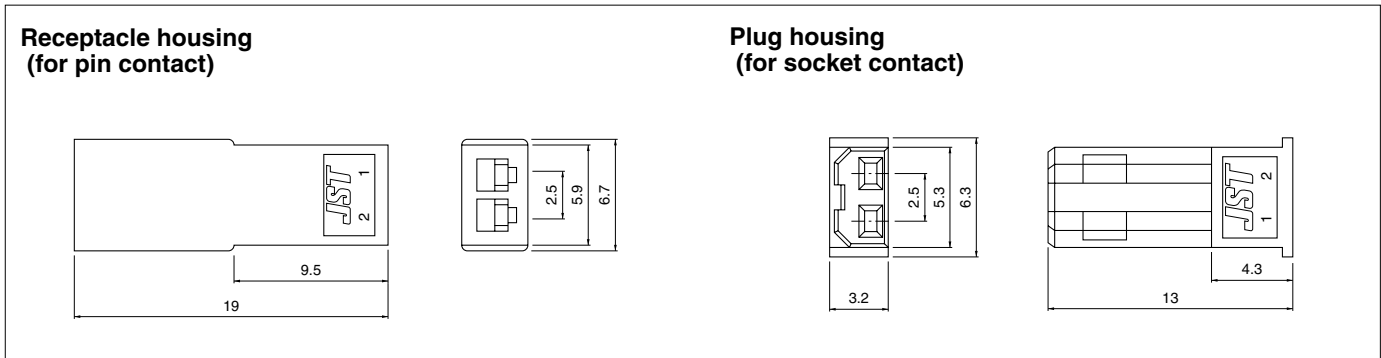 Receptacle housing
(for pin contact)
JST
1
2
9.5
19
2.5
5.9
6.7
Plug housing
(for socket contact)
2.5
5.3
6.3
3.2
JST
2
1
4.3
13